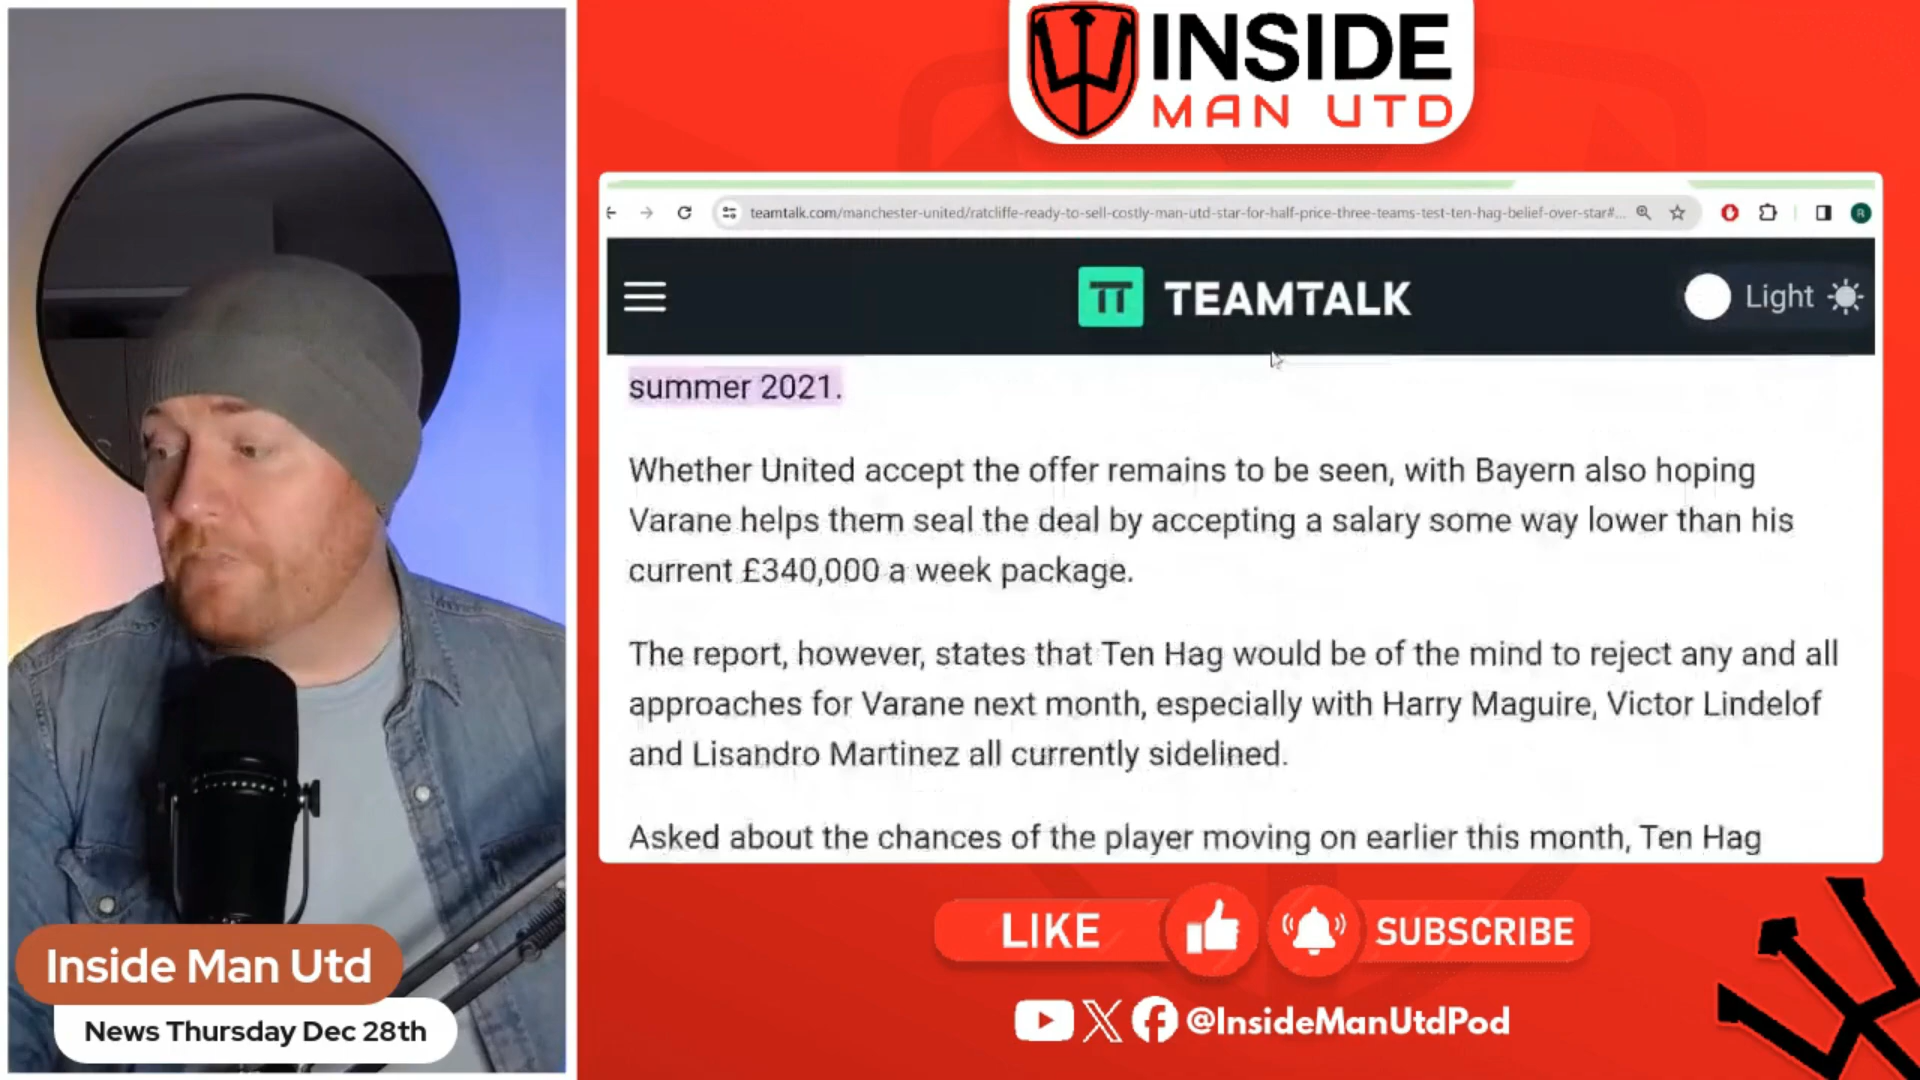 INSIDE
MAN UTD
teamtalk.com/manchester-united/ratcliffe-ready-to-sell-costly-man-utd-star-for-half-price-three-teams-test-ten-hag-belief-over-star#...
R
TT TEAMTALK
Light
summer 2021.
Whether United accept the offer remains to be seen, with Bayern also hoping
Varane helps them seal the deal by accepting a salary some way lower than his
current £340,000 a week package.
The report, however, states that Ten Hag would be of the mind to reject any and all
approaches for Varane next month, especially with Harry Maguire, Victor Lindelof
and Lisandro Martinez all currently sidelined.
Asked about the chances of the player moving on earlier this month, Ten Hag
LIKE
SUBSCRIBE
@InsideManUtdPod
Inside Man Utd
News Thursday Dec 28th